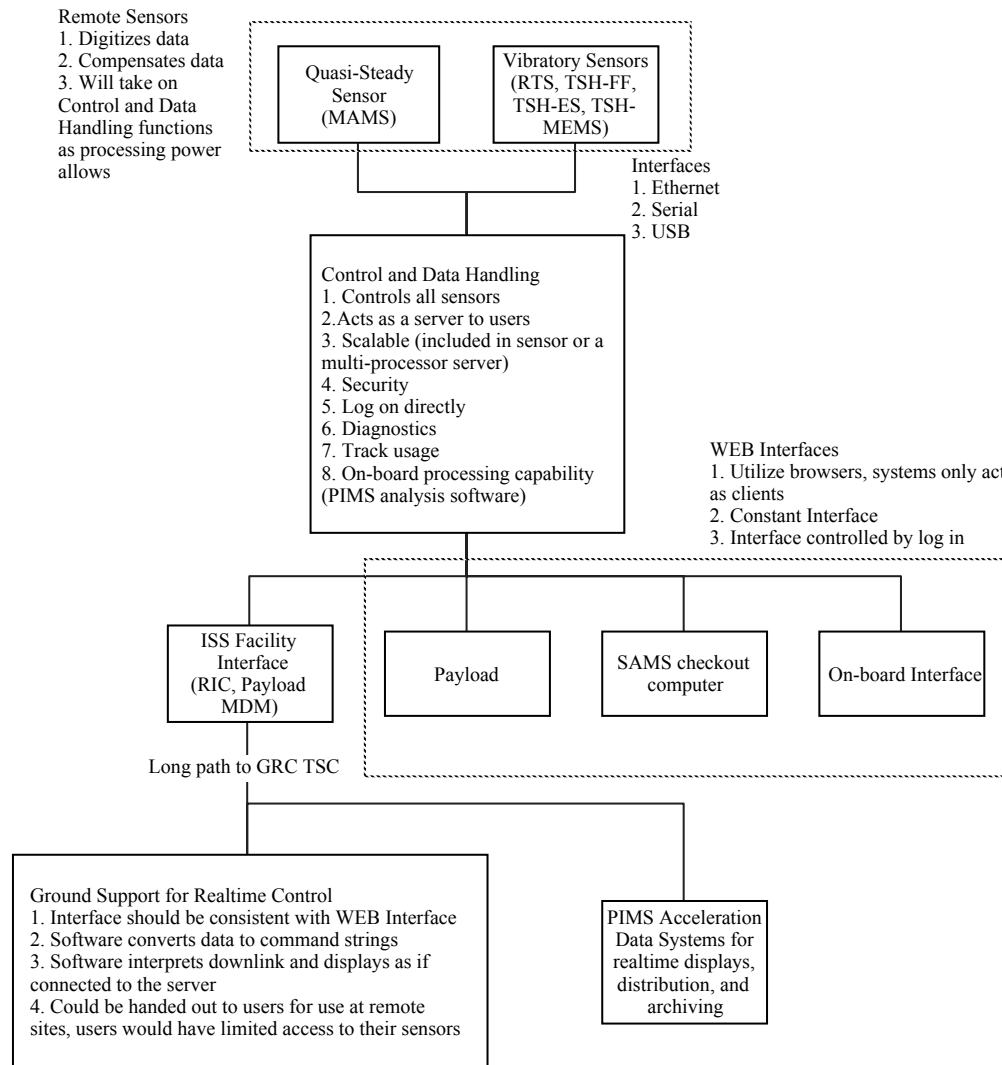 Remote Sensors
1. Digitizes data
2. Compensates data
3. Will take on
Control and Data
Handling functions
as processing power
allows
Quasi-Steady
Sensor
(MAMS)
Vibratory Sensors
(RTS, TSH-FF,
TSH-ES, TSH-
MEMS)
Interfaces
1. Ethernet
2. Serial
3. USB
Control and Data Handling
1. Controls all sensors
2.Acts as a server to users
3. Scalable (included in sensor or a
multi-processor server)
4. Security
5. Log on directly
6. Diagnostics
7. Track usage
8. On-board processing capability
(PIMS analysis software)
WEB Interfaces
1. Utilize browsers, systems only act
as clients
2. Constant Interface
3. Interface controlled by log in
ISS Facility
Interface
(RIC, Payload
MDM)
Payload
SAMS checkout
computer
On-board Interface
Long path to GRC TSC
Ground Support for Realtime Control
1. Interface should be consistent with WEB Interface
2. Software converts data to command strings
3. Software interprets downlink and displays as if
connected to the server
4. Could be handed out to users for use at remote
sites, users would have limited access to their sensors
PIMS Acceleration
Data Systems for
realtime displays,
distribution, and
archiving